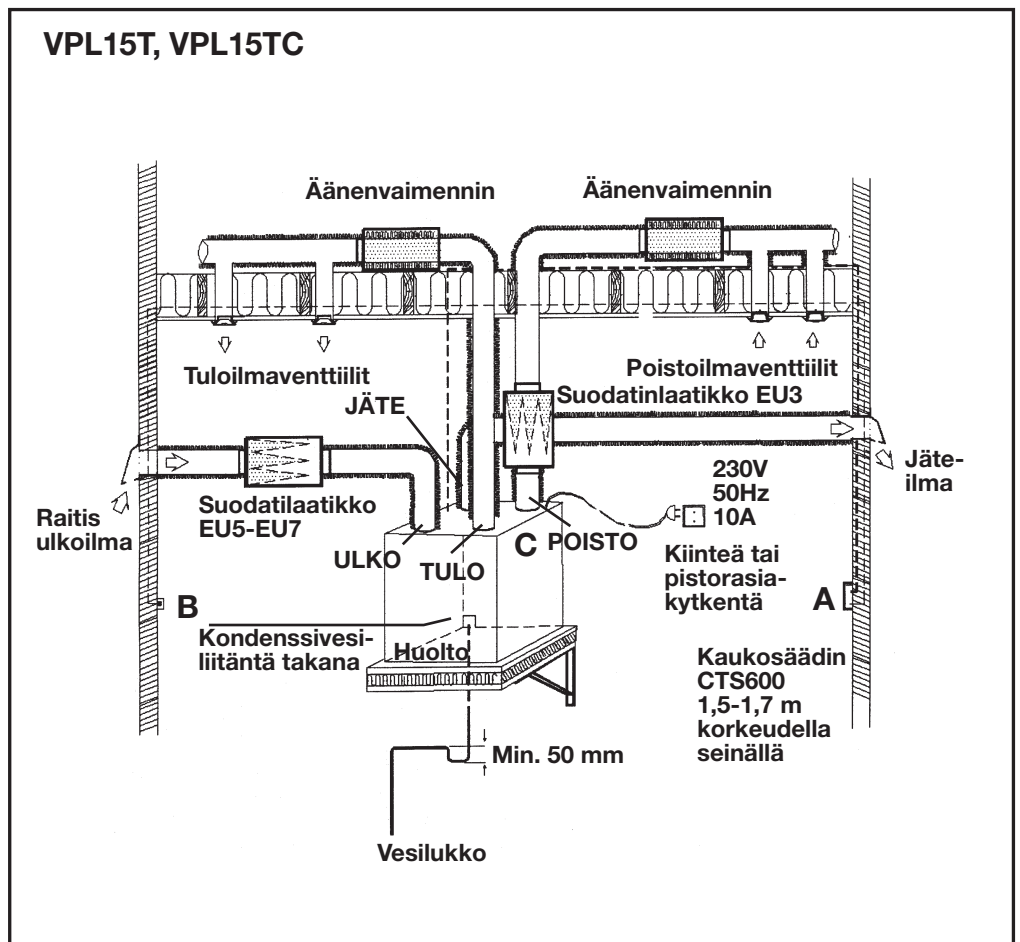 VPL15T, VPL15TC
Äänenvaimennin
Äänenvaimennin
Tuloilmaventtiilit
Poistoilmaventtiilit
JÄTE
Suodatinlaatikko EU3
Raitis
ulkoilma
Suodatilaatikko
EU5-EU7
ULKO
TULO
C
POISTO
230V
50Hz
10A
Kiinteä tai
pistorasia-
kytkentä
Jäte-
ilma
B
A
Kondenssivesi-
liitäntä takana
Huolto
Kaukosäädin
CTS600
1,5-1,7 m
korkeudella
seinällä
Min. 50 mm
Vesilukko